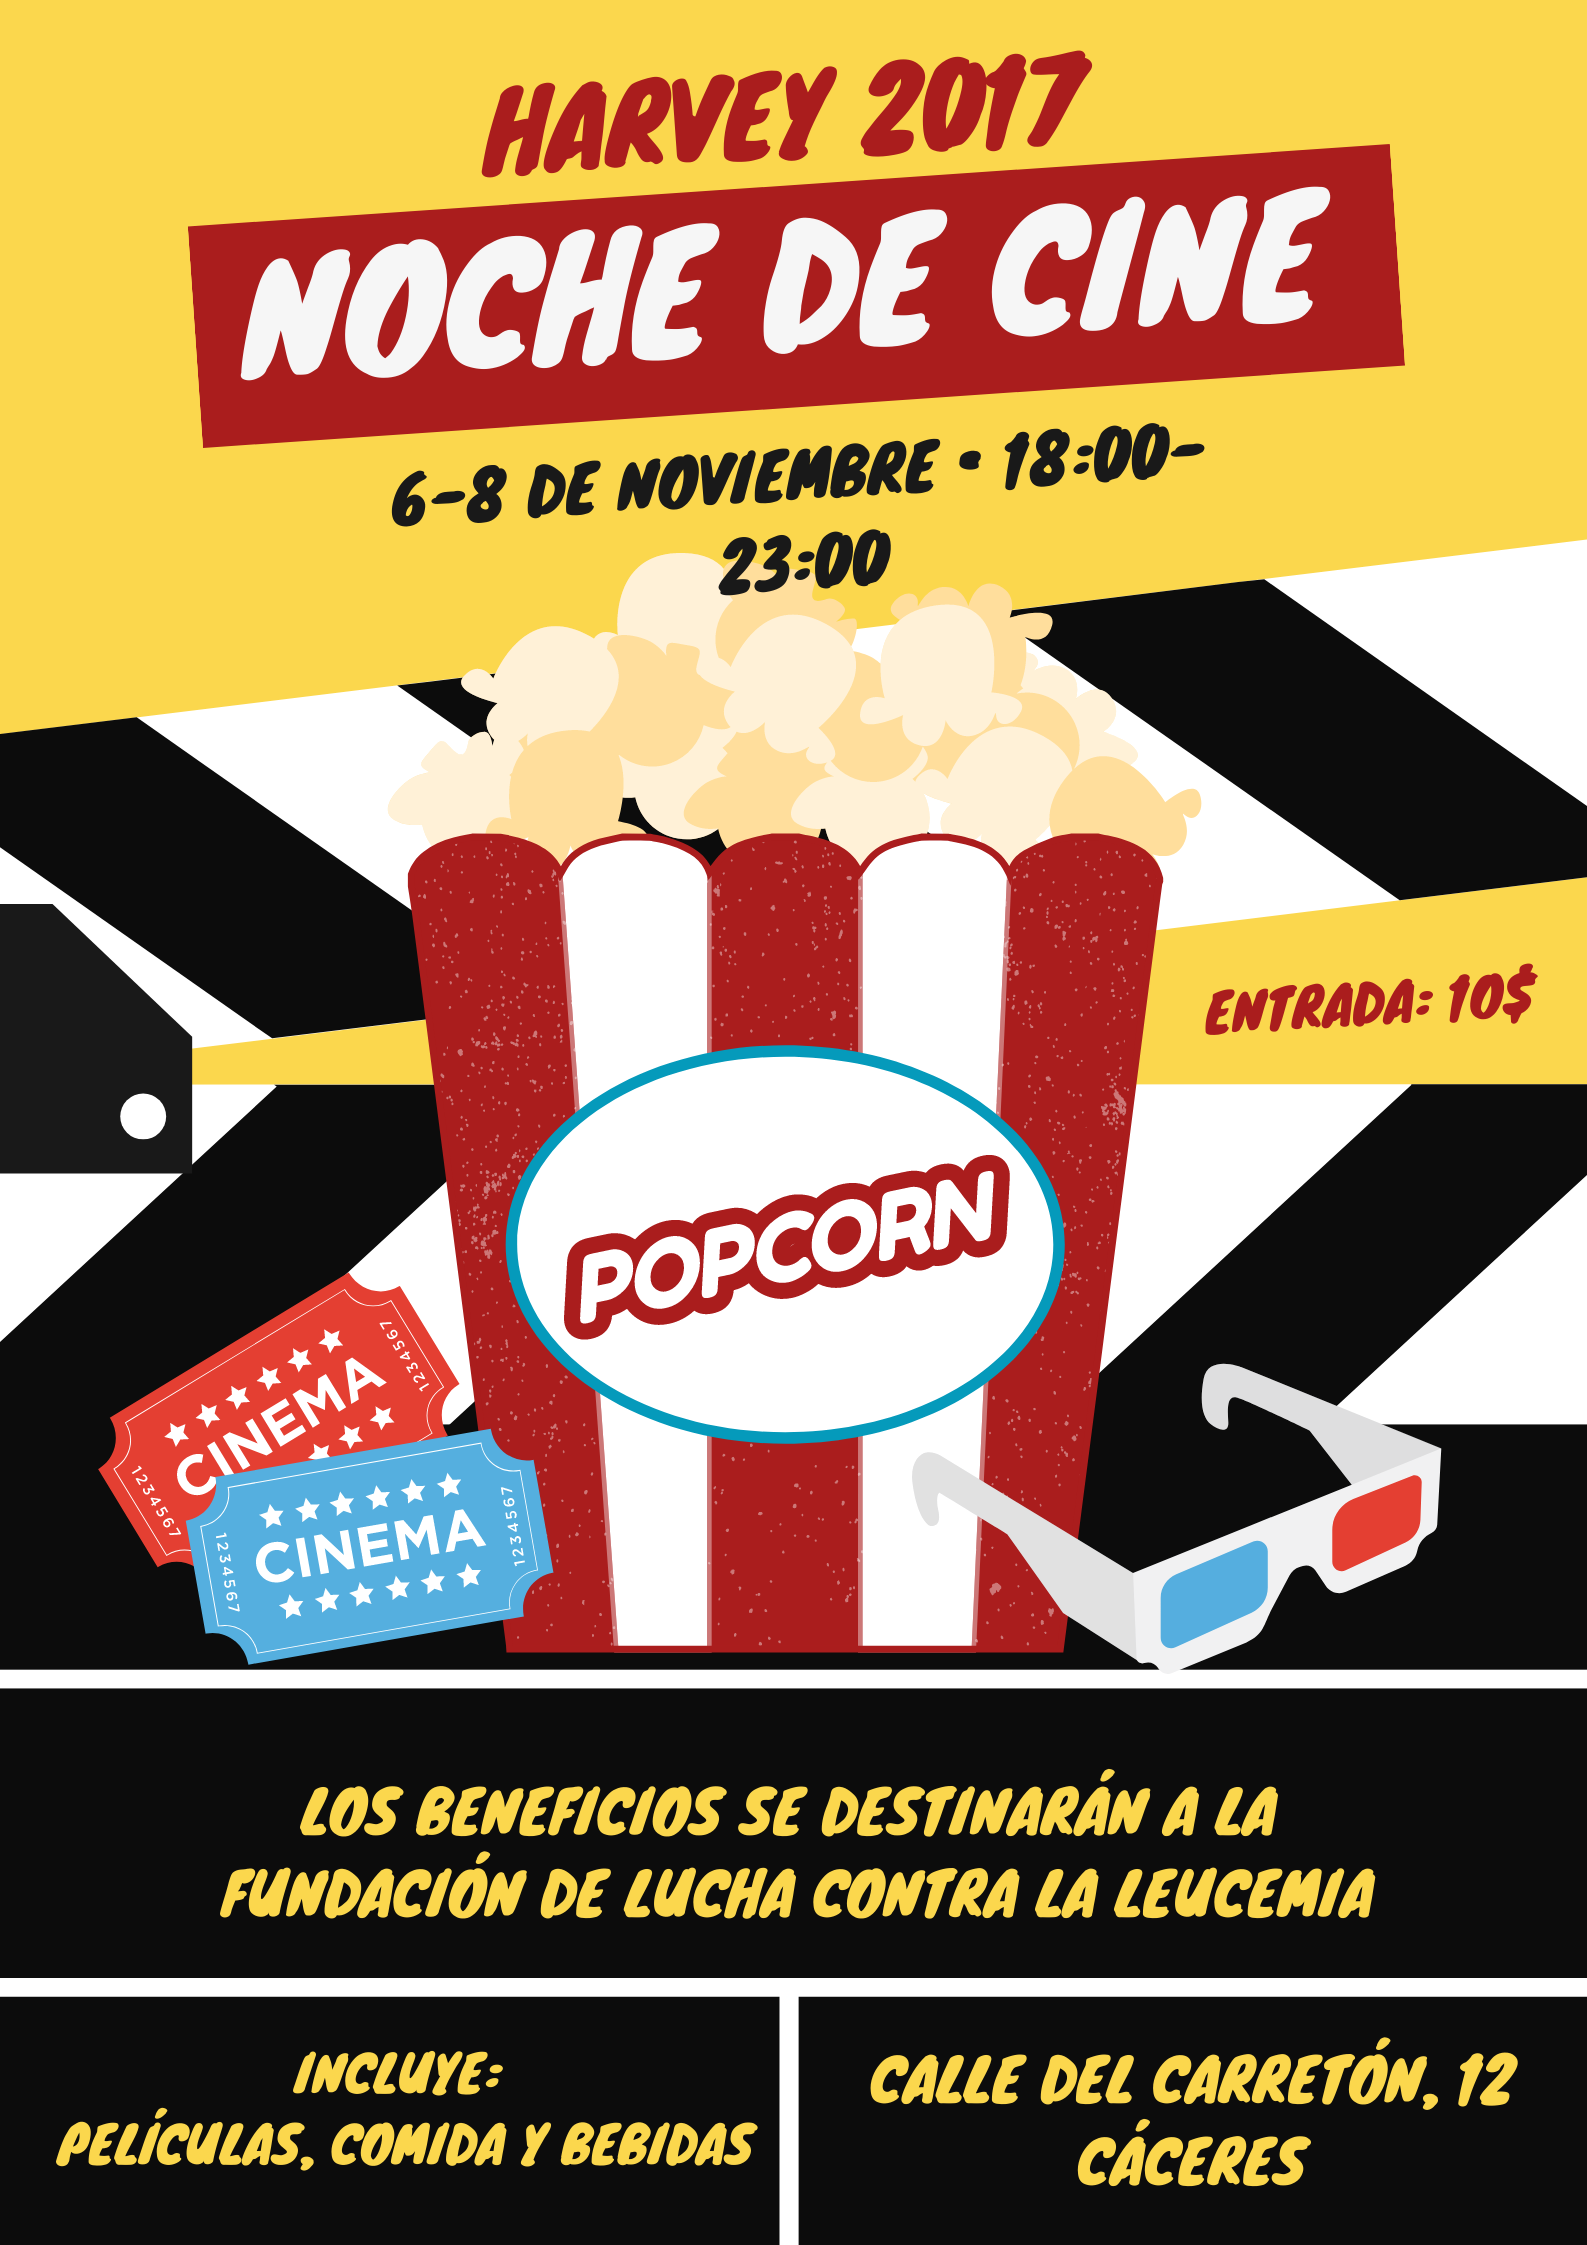 HARVEY 2017
NOCHE DE CINE
6-8 DE NOVIEMBRE • 18:00-
23:00
ENTRADA: 10$
POPCORN
1234567
CINEMA
1234567
1234567
CINEMA
1234567
LOS BENEFICIOS SE DESTINARÁN A LA
FUNDACIÓN DE LUCHA CONTRA LA LEUCEMIA
INCLUYE:
PELÍCULAS, COMIDA Y BEBIDAS
CALLE DEL CARRETÓN, 12
CÁCERES